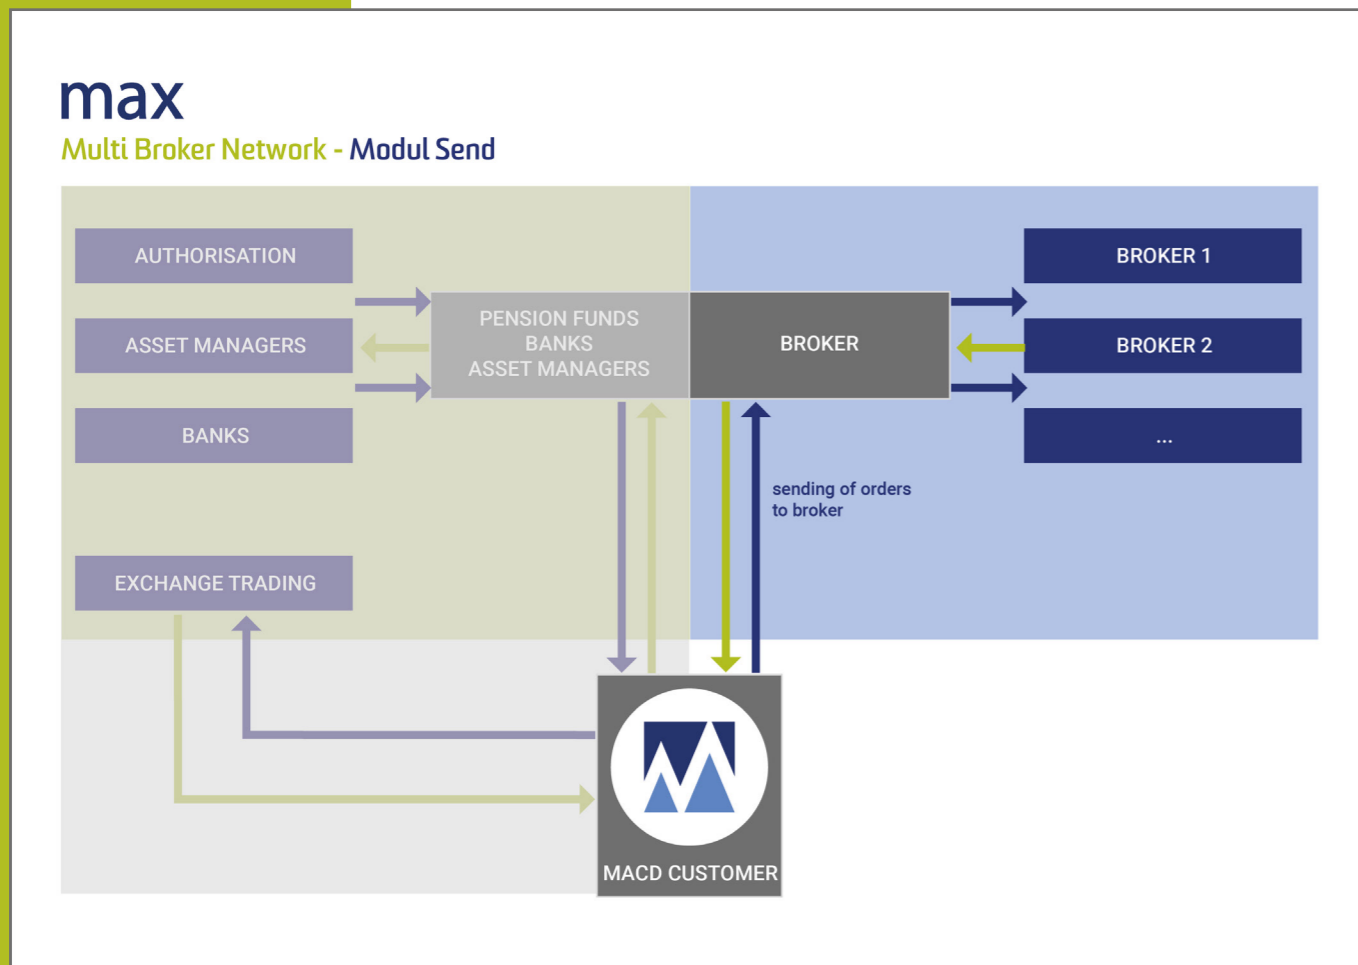 max
Multi Broker Network - Modul Send
AUTHORISATION
ASSET MANAGERS
BANKS
EXCHANGE TRADING
PENSION FUNDS
BANKS
ASSET MANAGERS
BROKER
BROKER 1
BROKER 2
...
sending of orders
to broker
MACD CUSTOMER